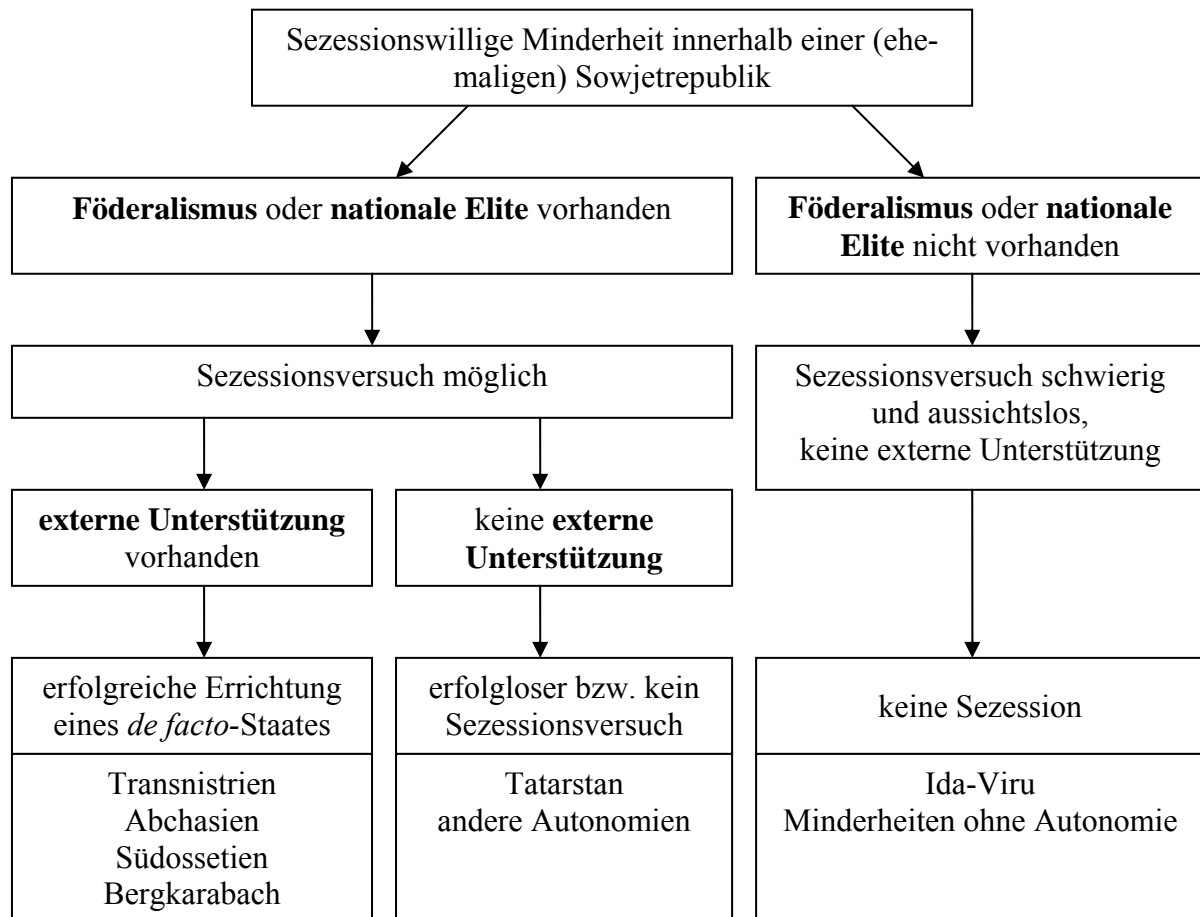 Sezessionswillige Minderheit innerhalb einer (ehe-
maligen) Sowjetrepublik
Föderalismus oder nationale Elite vorhanden
Föderalismus oder nationale
Elite nicht vorhanden
Sezessionsversuch möglich
Sezessionsversuch schwierig
und aussichtslos,
keine externe Unterstützung
externe Unterstützung
vorhanden
keine externe
Unterstützung
erfolgreiche Errichtung
eines de facto-Staates
Transnistrien
Abchasien
Südossetien
Bergkarabach
erfolgloser bzw. kein
Sezessionsversuch
Tatarstan
andere Autonomien
keine Sezession
Ida-Viru
Minderheiten ohne Autonomie